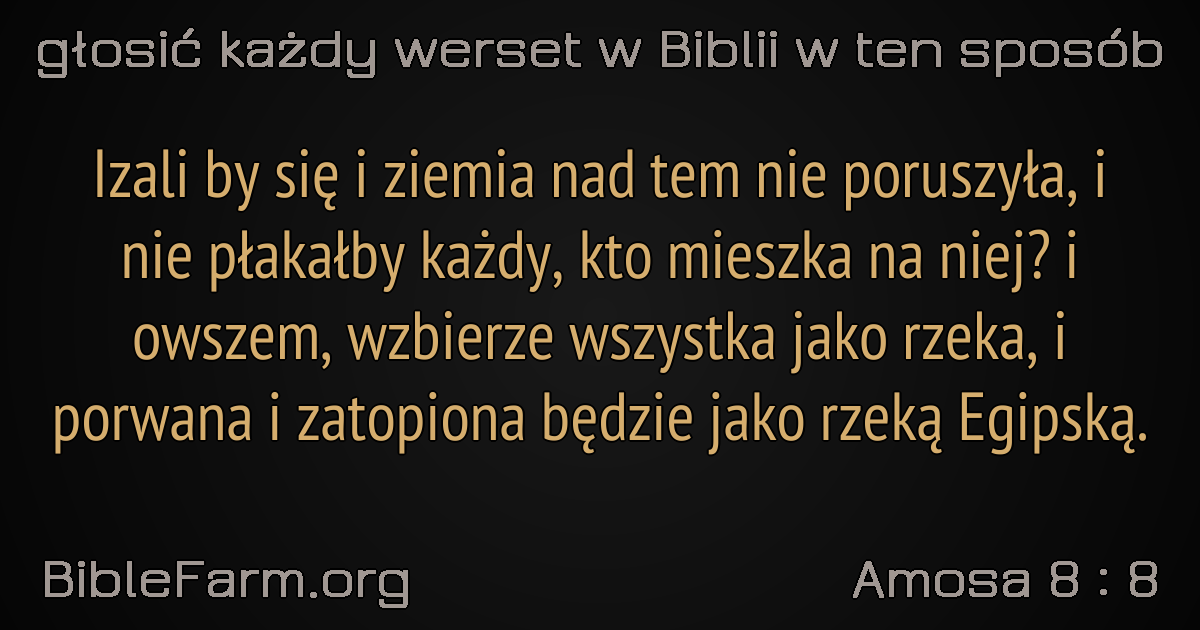 głosić każdy werset w Biblii w ten sposób
Izali by się i ziemia nad tem nie poruszyła, i
nie płakałby każdy, kto mieszka na niej? i
owszem, wzbierze wszystka jako rzeka, i
porwana i zatopiona będzie jako rzeką Egipską.
BibleFarm.org
Amosa 8 : 8